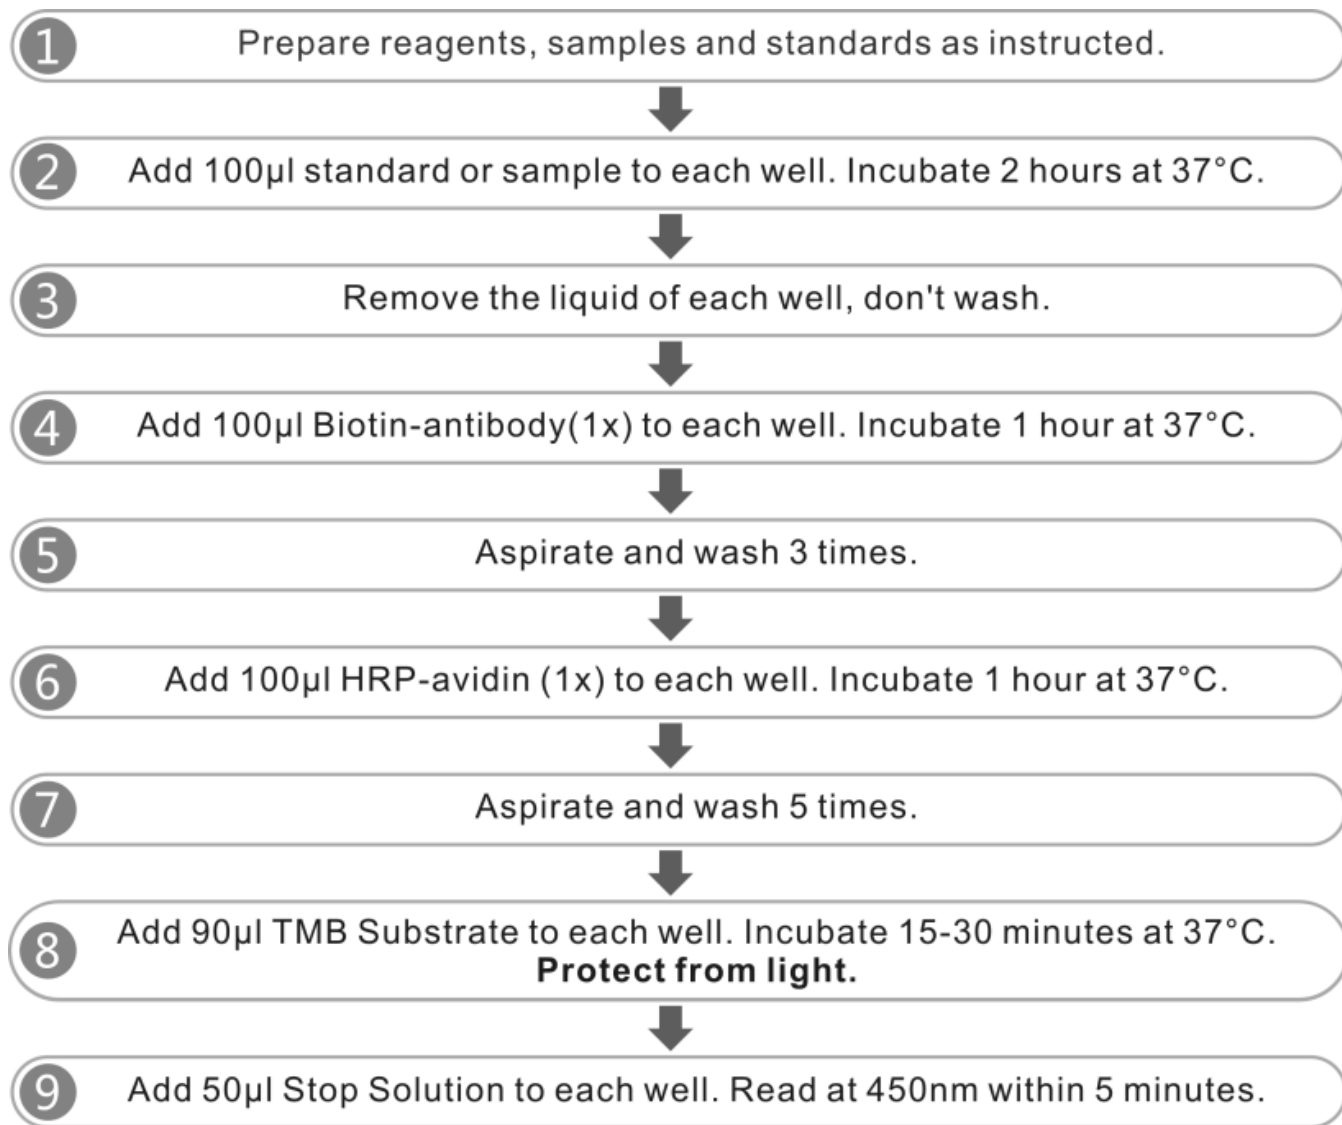 1 Prepare reagents, samples and standards as instructed.
2 Add 100µl standard or sample to each well. Incubate 2 hours at 37°C.
3 Remove the liquid of each well, don't wash.
4 Add 100µl Biotin-antibody(1x) to each well. Incubate 1 hour at 37°C.
5 Aspirate and wash 3 times.
6 Add 100µl HRP-avidin (1x) to each well. Incubate 1 hour at 37°C.
7 Aspirate and wash 5 times.
8 Add 90µl TMB Substrate to each well. Incubate 15-30 minutes at 37°C.
Protect from light.
9 Add 50µl Stop Solution to each well. Read at 450nm within 5 minutes.